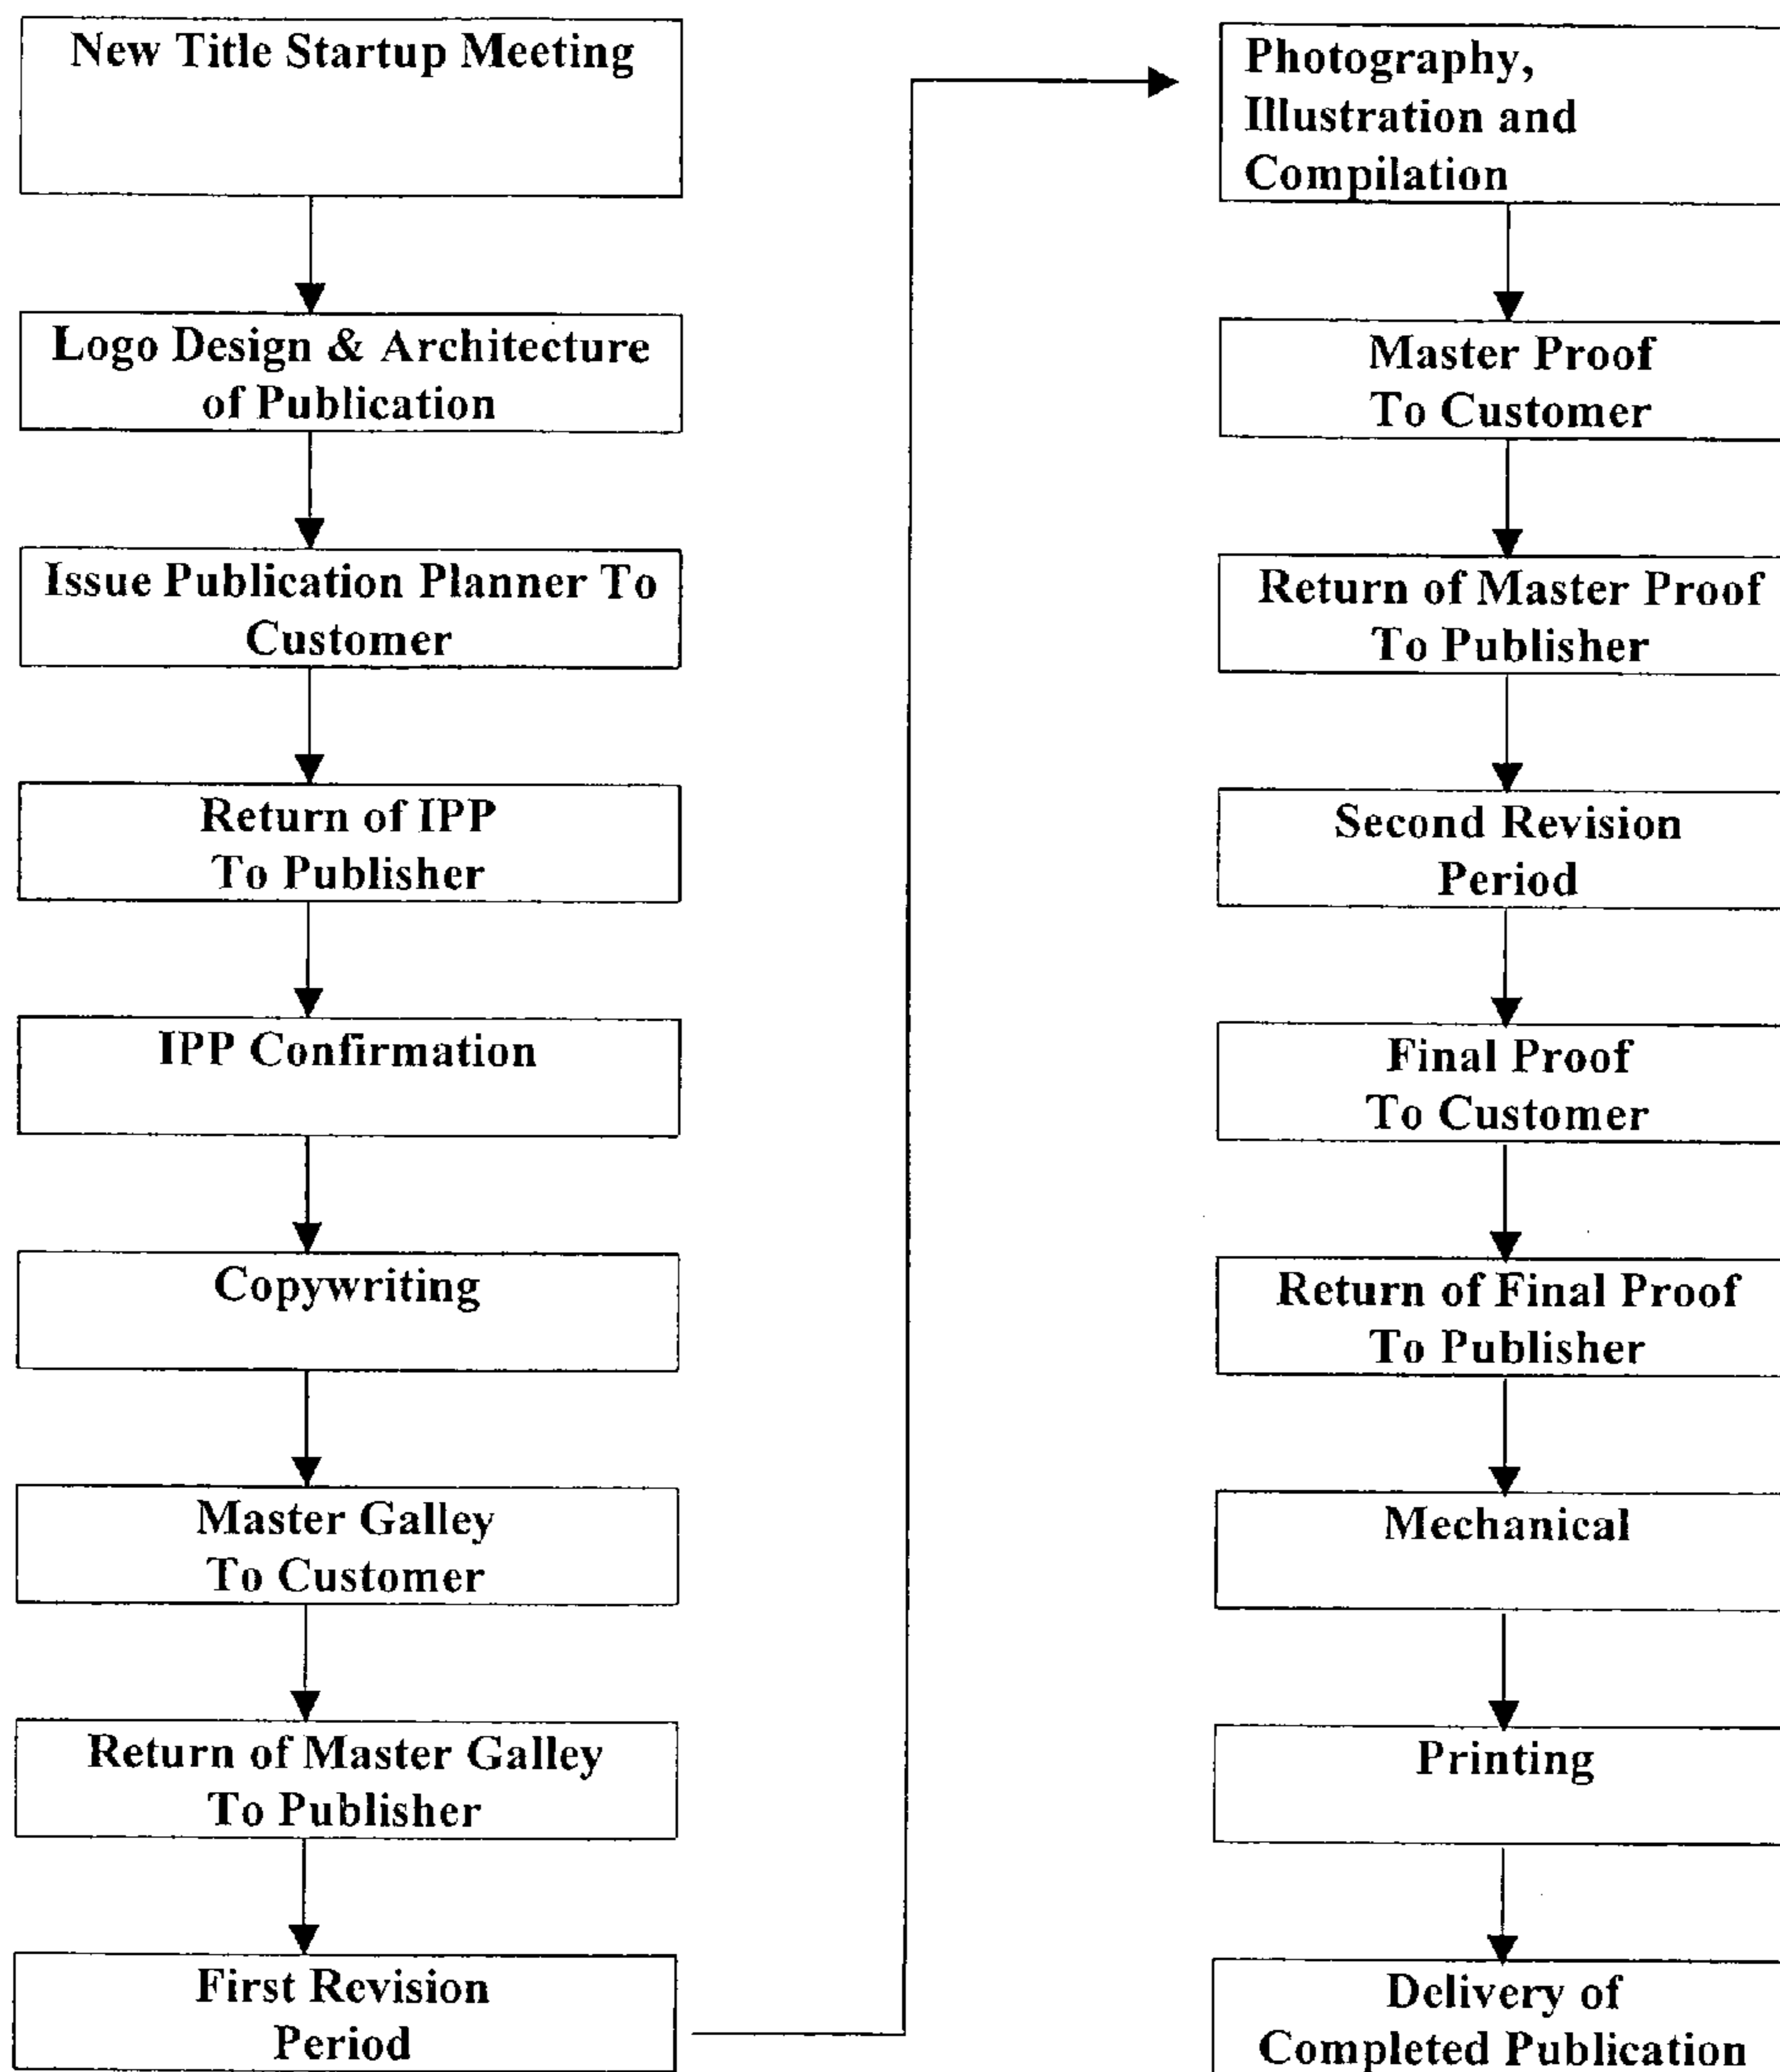 New Title Startup Meeting
Logo Design & Architecture
of Publication
Issue Publication Planner To
Customer
Return of IPP
To Publisher
IPP Confirmation
Copywriting
Master Galley
To Customer
Return of Master Galley
To Publisher
First Revision
Period
Photography,
Illustration and
Compilation
Master Proof
To Customer
Return of Master Proof
To Publisher
Second Revision
Period
Final Proof
To Customer
Return of Final Proof
To Publisher
Mechanical
Printing
Delivery of
Completed Publication